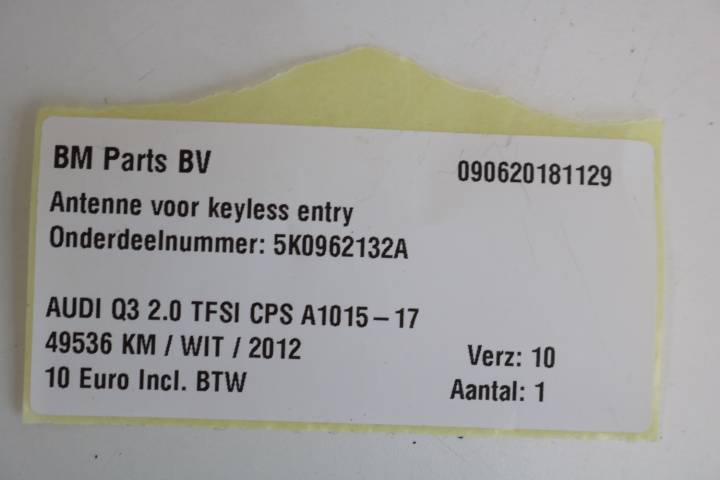 BM Parts BV 090620181129
Antenne voor keyless entry
Onderdeelnummer: 5K0962132A
AUDI Q3 2.0 TFSI CPS A1015-17
49536 KM / WIT / 2012 Verz: 10
10 Euro Incl. BTW Aantal: 1